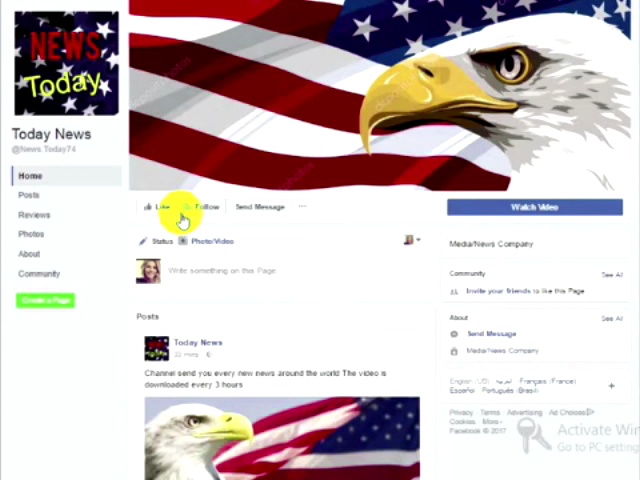 NEWS
Today
Today News
@News.Today74
Home
Posts
Reviews
Photos
About
Community
Create a Page
Like
Follow
Send Message
Watch Video
Status
Photo/Video
Write something on this Page
Posts
Today News
22 mins
Channel send you every new news around the world The video is
downloaded every 3 hours
Media/News Company
Community
See All
Invite your friends to like this Page
About
See All
Send Message
Media/News Company
English (US) · العربية · Français (France)
Español · Português (Brasil)
Privacy · Terms · Advertising · Ad Choices
Cookies · More
Facebook © 2017
Activate Win
Go to PC setting